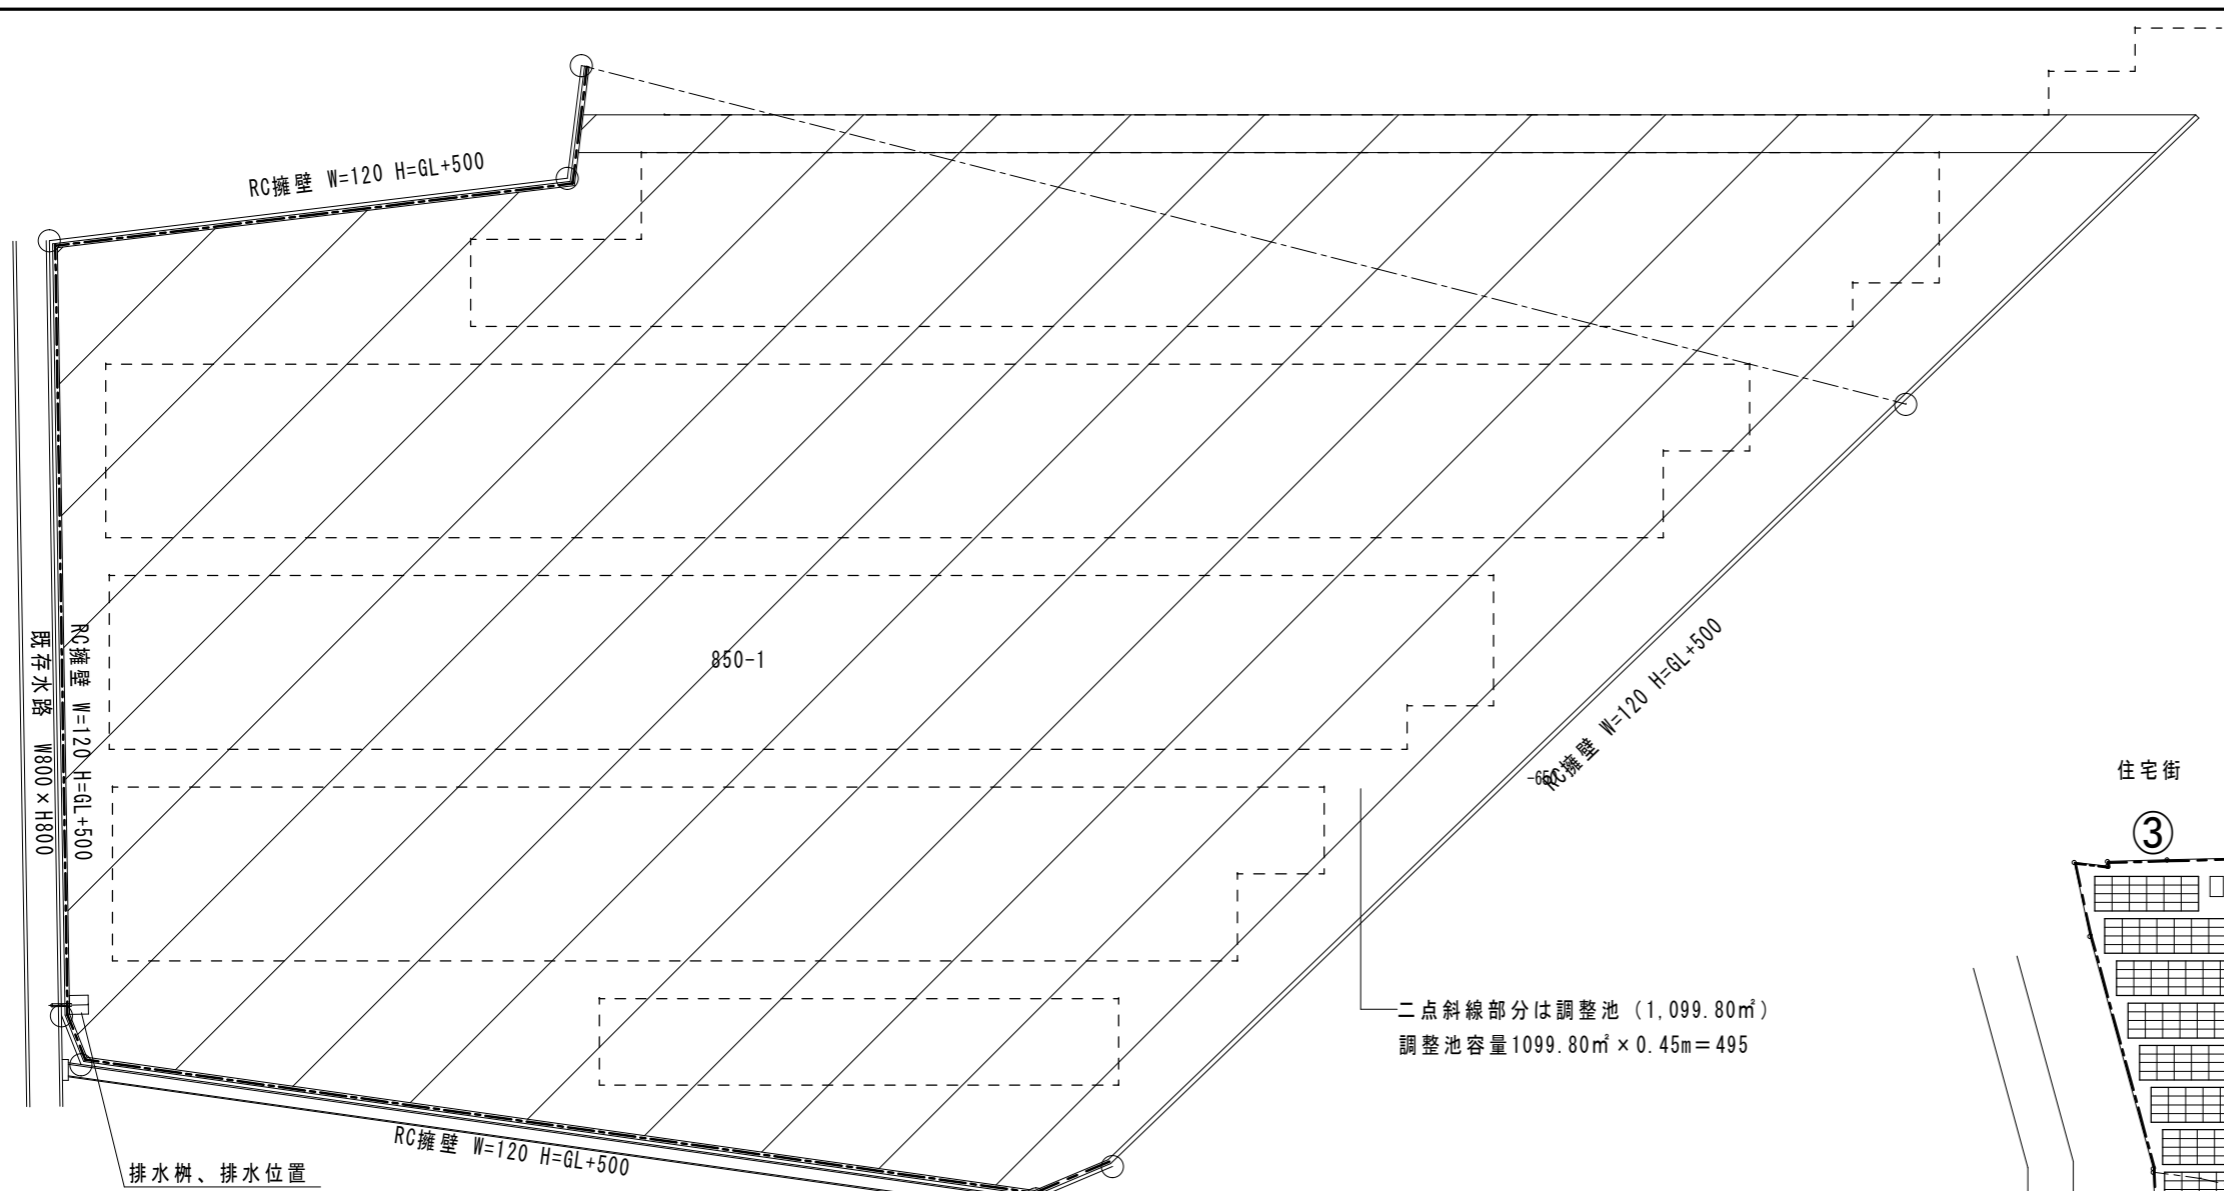 RC擁壁 W=120 H=GL+500
既存水路 W800×H800
RC擁壁 W=120 H=GL+500
850-1
RC擁壁 W=120 H=GL+500
住宅街
③
二点斜線部分は調整池 (1,099.80㎡)
調整池容量1099.80㎡×0.45m=495
RC擁壁 W=120 H=GL+500
排水桝、排水位置